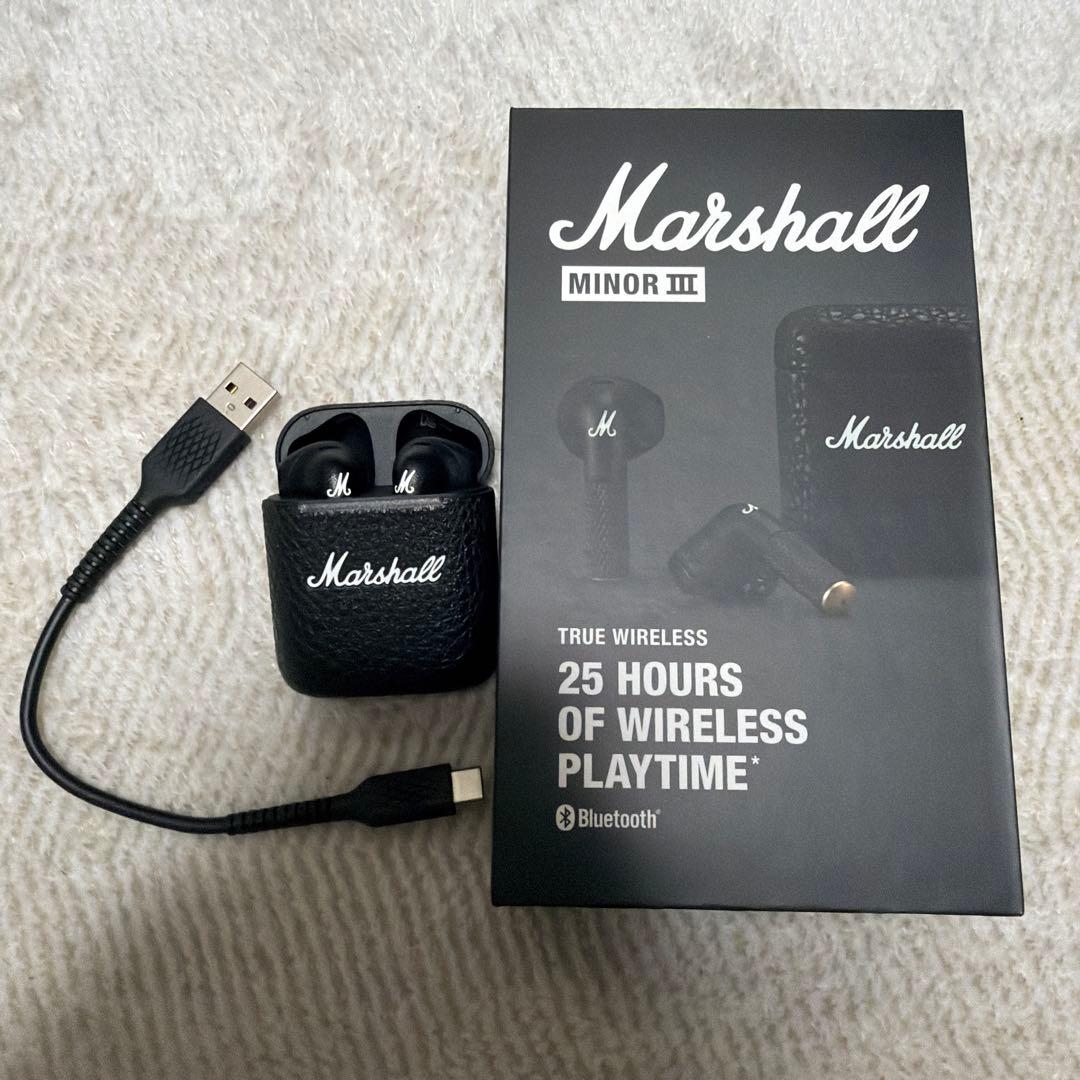 Marshall
MINOR III
M
Marshall
M
M
Marshall
TRUE WIRELESS
25 HOURS
OF WIRELESS
PLAYTIME*
Bluetooth®